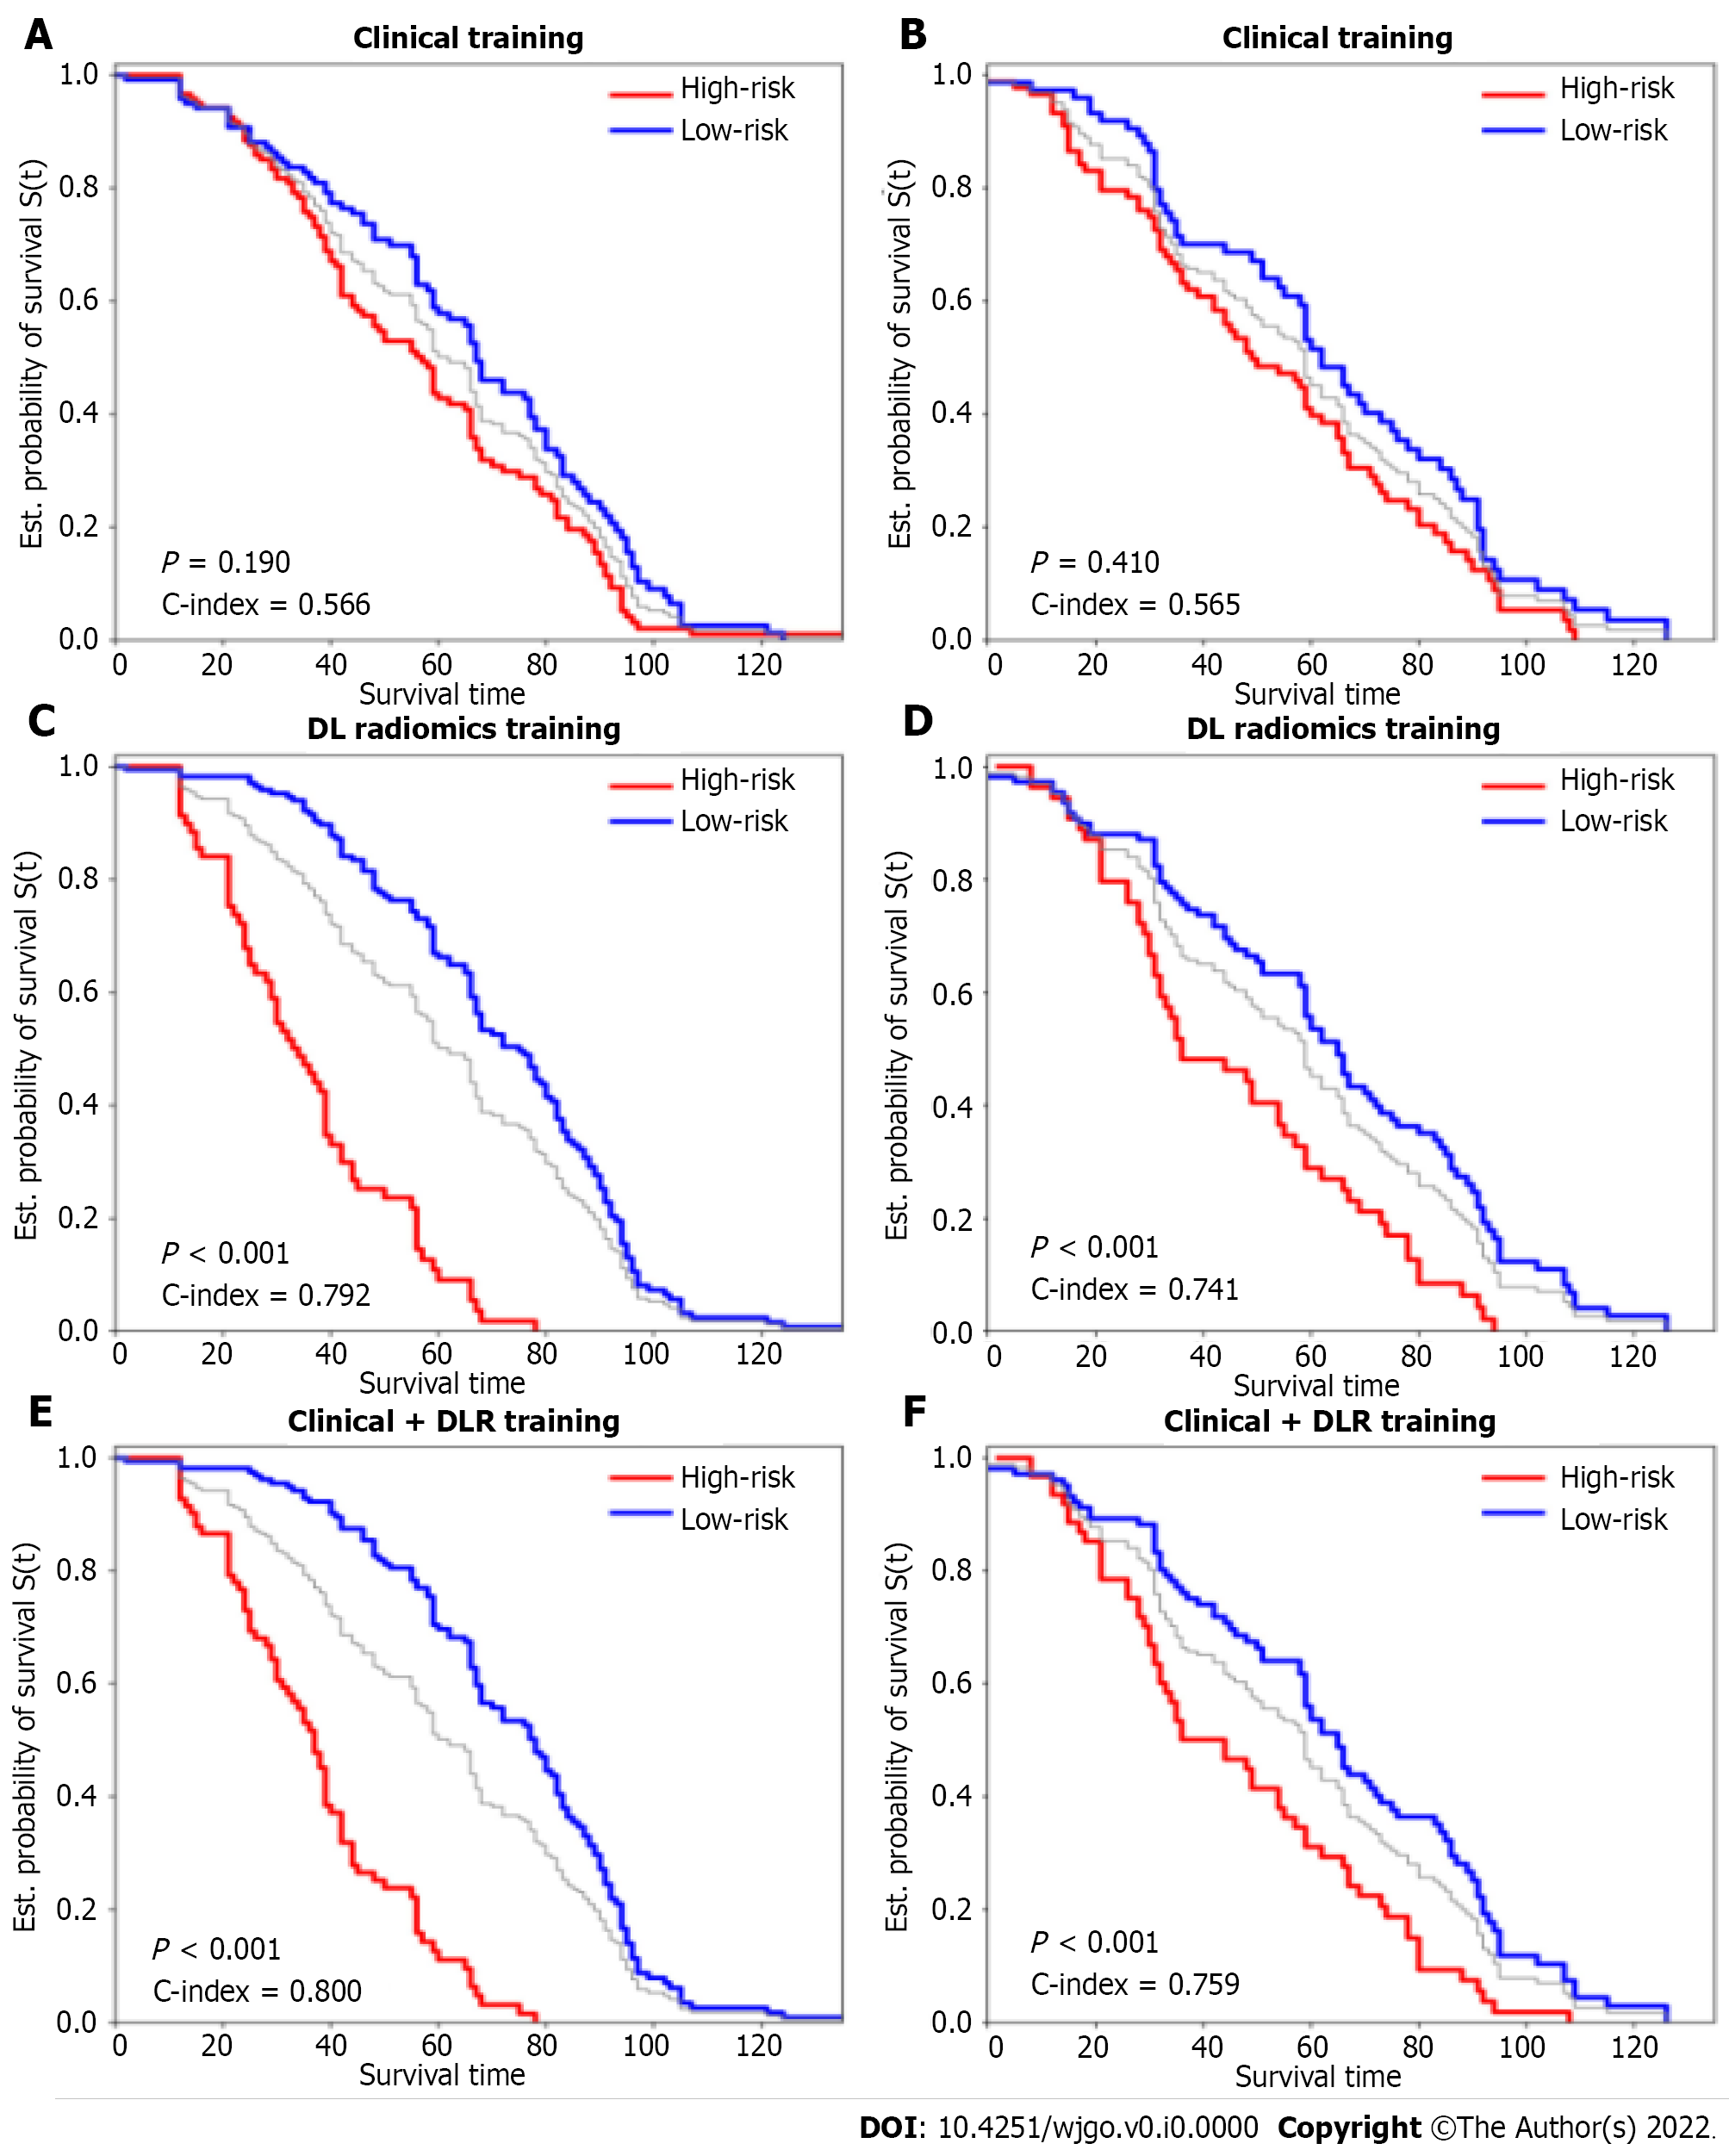 A
Clinical training
High-risk
Low-risk
Est. probability of survival S(t)
1.0
0.8
0.6
0.4
0.2
0.0
P = 0.190
C-index = 0.566
0 20 40 60 80 100 120
Survival time
B
Clinical training
High-risk
Low-risk
Est. probability of survival S(t)
1.0
0.8
0.6
0.4
0.2
0.0
P = 0.410
C-index = 0.565
0 20 40 60 80 100 120
Survival time
C
DL radiomics training
High-risk
Low-risk
Est. probability of survival S(t)
1.0
0.8
0.6
0.4
0.2
0.0
P < 0.001
C-index = 0.792
0 20 40 60 80 100 120
Survival time
D
DL radiomics training
High-risk
Low-risk
Est. probability of survival S(t)
1.0
0.8
0.6
0.4
0.2
0.0
P < 0.001
C-index = 0.741
0 20 40 60 80 100 120
Survival time
E
Clinical + DLR training
High-risk
Low-risk
Est. probability of survival S(t)
1.0
0.8
0.6
0.4
0.2
0.0
P < 0.001
C-index = 0.800
0 20 40 60 80 100 120
Survival time
F
Clinical + DLR training
High-risk
Low-risk
Est. probability of survival S(t)
1.0
0.8
0.6
0.4
0.2
0.0
P < 0.001
C-index = 0.759
0 20 40 60 80 100 120
Survival time
DOI: 10.4251/wjgo.v0.i0.0000 Copyright ©The Author(s) 2022.